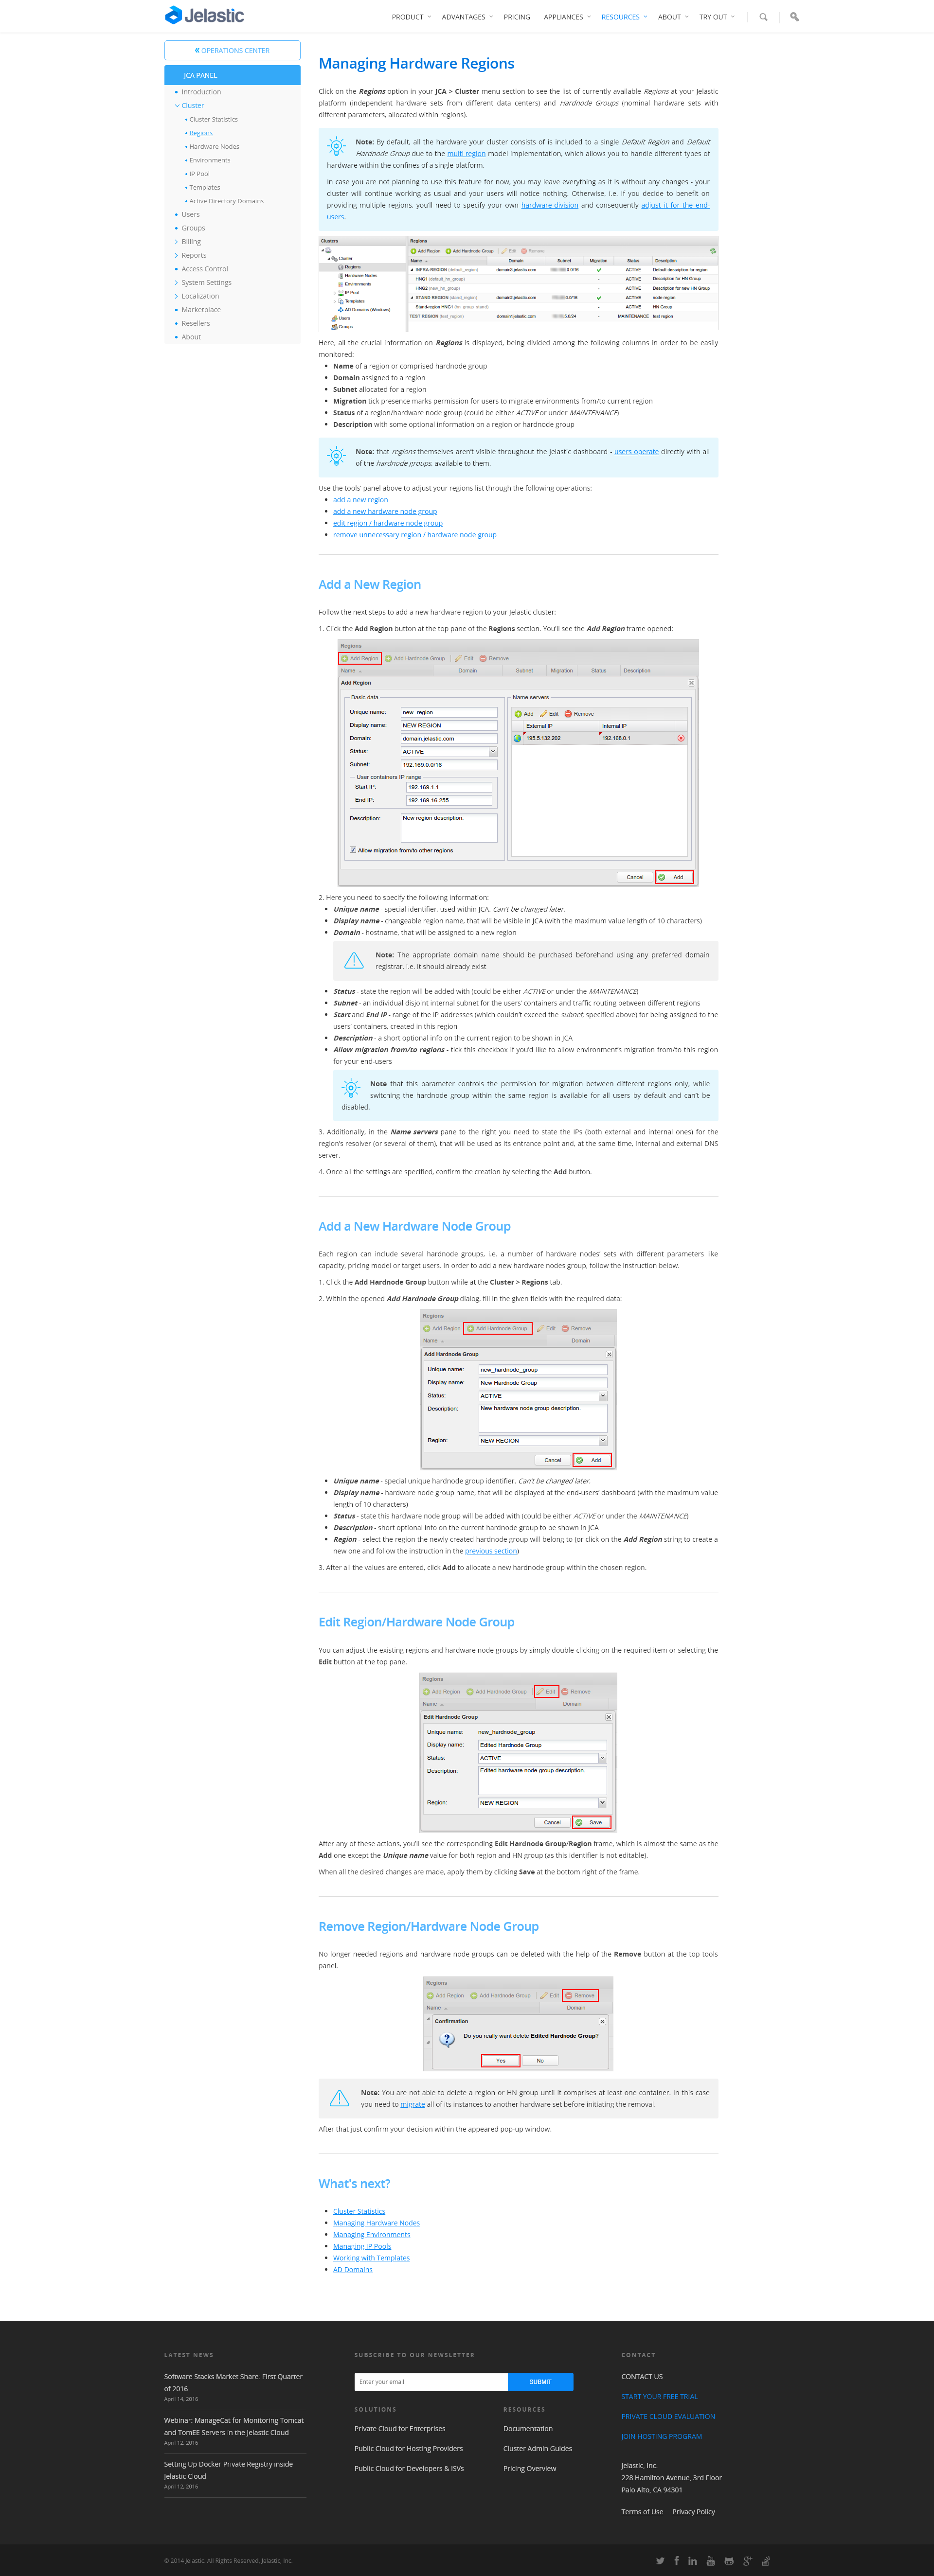 Jelastic
PRODUCT ADVANTAGES PRICING APPLIANCES RESOURCES ABOUT TRY OUT
« OPERATIONS CENTER
JCA PANEL
Introduction
Cluster
Cluster Statistics
Regions
Hardware Nodes
Environments
IP Pool
Templates
Active Directory Domains
Users
Groups
Billing
Reports
Access Control
System Settings
Localization
Marketplace
Resellers
About
Managing Hardware Regions
Click on the Regions option in your JCA > Cluster menu section to see the list of currently available Regions at your Jelastic
platform (independent hardware sets from different data centers) and Hardnode Groups (nominal hardware sets with
different parameters, allocated within regions).
Note: By default, all the hardware your cluster consists of is included to a single Default Region and Default
Hardnode Group due to the multi region model implementation, which allows you to handle different types of
hardware within the confines of a single platform.
In case you are not planning to use this feature for now, you may leave everything as it is without any changes - your
cluster will continue working as usual and your users will notice nothing. Otherwise, i.e. if you decide to benefit on
providing multiple regions, you'll need to specify your own hardware division and consequently adjust it for the end-
users.
Clusters
Cluster
Regions
Hardware Nodes
Environments
IP Pool
Templates
AD Domains (Windows)
Users
Groups
Regions
Add Region Add Hardnode Group Edit Remove
Name Domain Subnet Migration Status Description
INFRA REGION (default_region) domain0.jelastic.com .0/16 ACTIVE Default description for region
HNG1 (default_hn_group) ACTIVE Description for default HN Group
HNG2 (new_hn_group) ACTIVE Description for new HN Group
STAND REGION (stand_region) domain2.jelastic.com .0/16 ACTIVE node region
Stand-region HNG1 ACTIVE HN Group
TEST REGION (test_region) domain1.jelastic.com .5.0/24 MAINTENANCE test region
Here, all the crucial information on Regions is displayed, being divided among the following columns in order to be easily
monitored:
Name of a region or comprised hardnode group
Domain assigned to a region
Subnet allocated for a region
Migration tick presence marks permission for users to migrate environments from/to current region
Status of a region/hardware node group (could be either ACTIVE or under MAINTENANCE)
Description with some optional information on a region or hardnode group
Note: that regions themselves aren't visible throughout the Jelastic dashboard - users operate directly with all
of the hardnode groups, available to them.
Use the tools' panel above to adjust your regions list through the following operations:
add a new region
add a new hardware node group
edit region / hardware node group
remove unnecessary region / hardware node group
Add a New Region
Follow the next steps to add a new hardware region to your Jelastic cluster:
1. Click the Add Region button at the top pane of the Regions section. You'll see the Add Region frame opened:
Regions
Add Region Add Hardnode Group Edit Remove
Name Domain Subnet Migration Status Description
Add Region
Basic data
Unique name: new_region
Display name: NEW REGION
Domain: domain.jelastic.com
Status: ACTIVE
Subnet: 192.169.0.0/16
User containers IP range
Start IP: 192.169.1.1
End IP: 192.169.16.255
Description: New region description.
Allow migration from/to other regions
Name servers
Add Edit Remove
External IP Internal IP
195.5.132.202 192.168.0.1
Cancel Add
2. Here you need to specify the following information:
Unique name - special identifier, used within JCA. Can't be changed later.
Display name - changeable region name, that will be visible in JCA (with the maximum value length of 10 characters)
Domain - hostname, that will be assigned to a new region
Note: The appropriate domain name should be purchased beforehand using any preferred domain
registrar, i.e. it should already exist
Status - state the region will be added with (could be either ACTIVE or under the MAINTENANCE)
Subnet - an individual disjoint internal subnet for the users' containers and traffic routing between different regions
Start and End IP - range of the IP addresses (which couldn't exceed the subnet, specified above) for being assigned to the
users' containers, created in this region
Description - a short optional info on the current region to be shown in JCA
Allow migration from/to regions - tick this checkbox if you'd like to allow environment's migration from/to this region
for your end-users
Note that this parameter controls the permission for migration between different regions only, while
switching the hardnode group within the same region is available for all users by default and can't be
disabled.
3. Additionally, in the Name servers pane to the right you need to state the IPs (both external and internal ones) for the
region's resolver (or several of them), that will be used as its entrance point and, at the same time, internal and external DNS
server.
4. Once all the settings are specified, confirm the creation by selecting the Add button.
Add a New Hardware Node Group
Each region can include several hardnode groups, i.e. a number of hardware nodes' sets with different parameters like
capacity, pricing model or target users. In order to add a new hardware nodes group, follow the instruction below.
1. Click the Add Hardnode Group button while at the Cluster > Regions tab.
2. Within the opened Add Hardnode Group dialog, fill in the given fields with the required data:
Regions
Add Region Add Hardnode Group Edit Remove
Name Domain
Add Hardnode Group
Unique name: new_hardnode_group
Display name: New Hardnode Group
Status: ACTIVE
Description: New hardware node group description.
Region: NEW REGION
Cancel Add
Unique name - special unique hardnode group identifier. Can't be changed later.
Display name - hardware node group name, that will be displayed at the end-users' dashboard (with the maximum value
length of 10 characters)
Status - state this hardware node group will be added with (could be either ACTIVE or under the MAINTENANCE)
Description - short optional info on the current hardnode group to be shown in JCA
Region - select the region the newly created hardnode group will belong to (or click on the Add Region string to create a
new one and follow the instruction in the previous section)
3. After all the values are entered, click Add to allocate a new hardnode group within the chosen region.
Edit Region/Hardware Node Group
You can adjust the existing regions and hardware node groups by simply double-clicking on the required item or selecting the
Edit button at the top pane.
Regions
Add Region Add Hardnode Group Edit Remove
Name Domain
Edit Hardnode Group
Unique name: new_hardnode_group
Display name: Edited Hardnode Group
Status: ACTIVE
Description: Edited hardware node group description.
Region: NEW REGION
Cancel Save
After any of these actions, you'll see the corresponding Edit Hardnode Group/Region frame, which is almost the same as the
Add one except the Unique name value for both region and HN group (as this identifier is not editable).
When all the desired changes are made, apply them by clicking Save at the bottom right of the frame.
Remove Region/Hardware Node Group
No longer needed regions and hardware node groups can be deleted with the help of the Remove button at the top tools
panel.
Regions
Add Region Add Hardnode Group Edit Remove
Name Domain
Confirmation
Do you really want delete Edited Hardnode Group?
Yes No
Note: You are not able to delete a region or HN group until it comprises at least one container. In this case
you need to migrate all of its instances to another hardware set before initiating the removal.
After that just confirm your decision within the appeared pop-up window.
What's next?
Cluster Statistics
Managing Hardware Nodes
Managing Environments
Managing IP Pools
Working with Templates
AD Domains
LATEST NEWS
Software Stacks Market Share: First Quarter
of 2016
April 14, 2016
Webinar: ManageCat for Monitoring Tomcat
and TomEE Servers in the Jelastic Cloud
April 12, 2016
Setting Up Docker Private Registry inside
Jelastic Cloud
April 12, 2016
SUBSCRIBE TO OUR NEWSLETTER
Enter your email SUBMIT
SOLUTIONS
Private Cloud for Enterprises
Public Cloud for Hosting Providers
Public Cloud for Developers & ISVs
RESOURCES
Documentation
Cluster Admin Guides
Pricing Overview
CONTACT
CONTACT US
START YOUR FREE TRIAL
PRIVATE CLOUD EVALUATION
JOIN HOSTING PROGRAM
Jelastic, Inc.
228 Hamilton Avenue, 3rd Floor
Palo Alto, CA 94301
Terms of Use Privacy Policy
© 2014 Jelastic. All Rights Reserved, Jelastic, Inc.